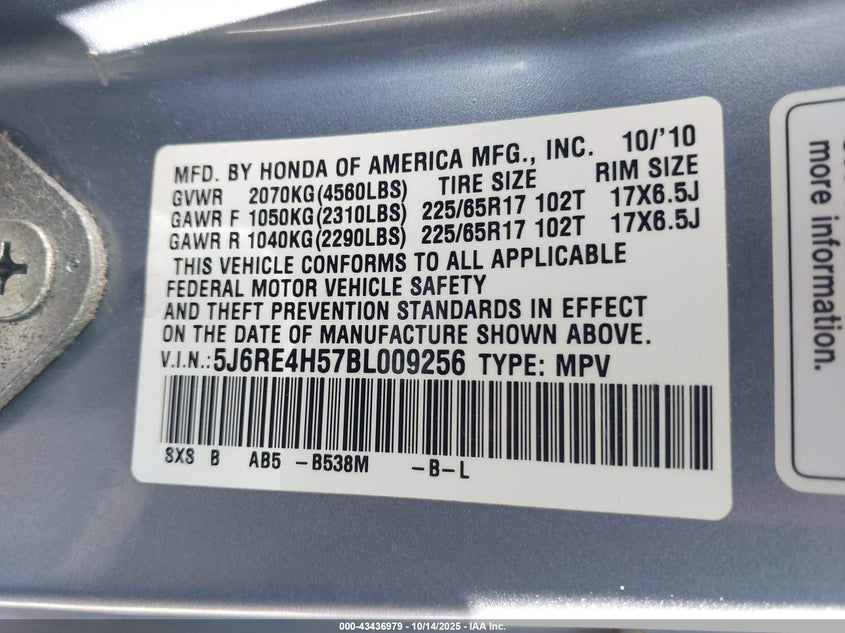 MFD. BY HONDA OF AMERICA MFG., INC. 10/'10
GVWR 2070KG(4560LBS) TIRE SIZE RIM SIZE
GAWR F 1050KG(2310LBS) 225/65R17 102T 17X6.5J
GAWR R 1040KG(2290LBS) 225/65R17 102T 17X6.5J
THIS VEHICLE CONFORMS TO ALL APPLICABLE
FEDERAL MOTOR VEHICLE SAFETY
AND THEFT PREVENTION STANDARDS IN EFFECT
ON THE DATE OF MANUFACTURE SHOWN ABOVE.
V.I.N.: 5J6RE4H57BL009256 TYPE: MPV
SXS B AB5 -B538M -B-L
more information.
000-43436979 - 10/14/2025 - IAA Inc.